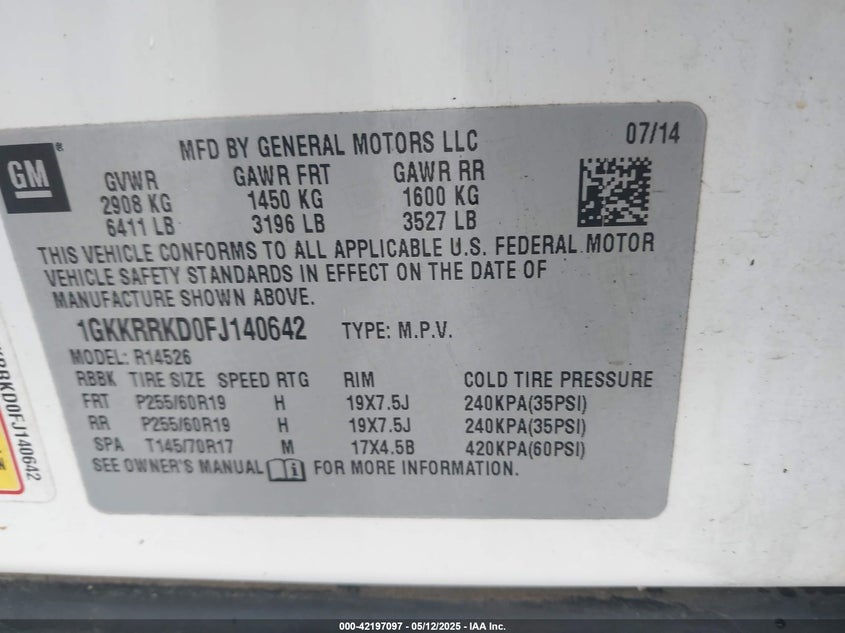 GM
®
MFD BY GENERAL MOTORS LLC
07/14
GVWR GAWR FRT GAWR RR
2908 KG 1450 KG 1600 KG
6411 LB 3196 LB 3527 LB
THIS VEHICLE CONFORMS TO ALL APPLICABLE U.S. FEDERAL MOTOR
VEHICLE SAFETY STANDARDS IN EFFECT ON THE DATE OF
MANUFACTURE SHOWN ABOVE.
1GKKRRKD0FJ140642 TYPE: M.P.V.
MODEL: R14526
RBBK TIRE SIZE SPEED RTG RIM COLD TIRE PRESSURE
FRT P255/60R19 H 19X7.5J 240KPA(35PSI)
RR P255/60R19 H 19X7.5J 240KPA(35PSI)
SPA T145/70R17 M 17X4.5B 420KPA(60PSI)
SEE OWNER'S MANUAL FOR MORE INFORMATION.
RRKD0FJ140642
000-42197097 - 05/12/2025 - IAA Inc.